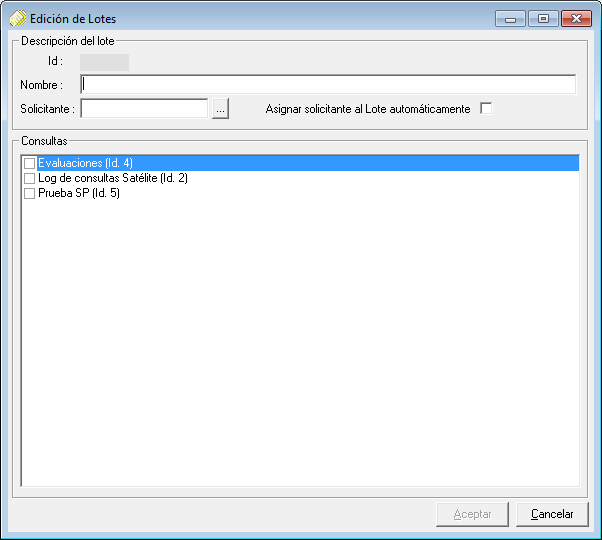 Edición de Lotes
Descripción del lote
Id :
Nombre :
Solicitante : ... Asignar solicitante al Lote automáticamente
Consultas
Evaluaciones (Id. 4)
Log de consultas Satélite (Id. 2)
Prueba SP (Id. 5)
Aceptar Cancelar